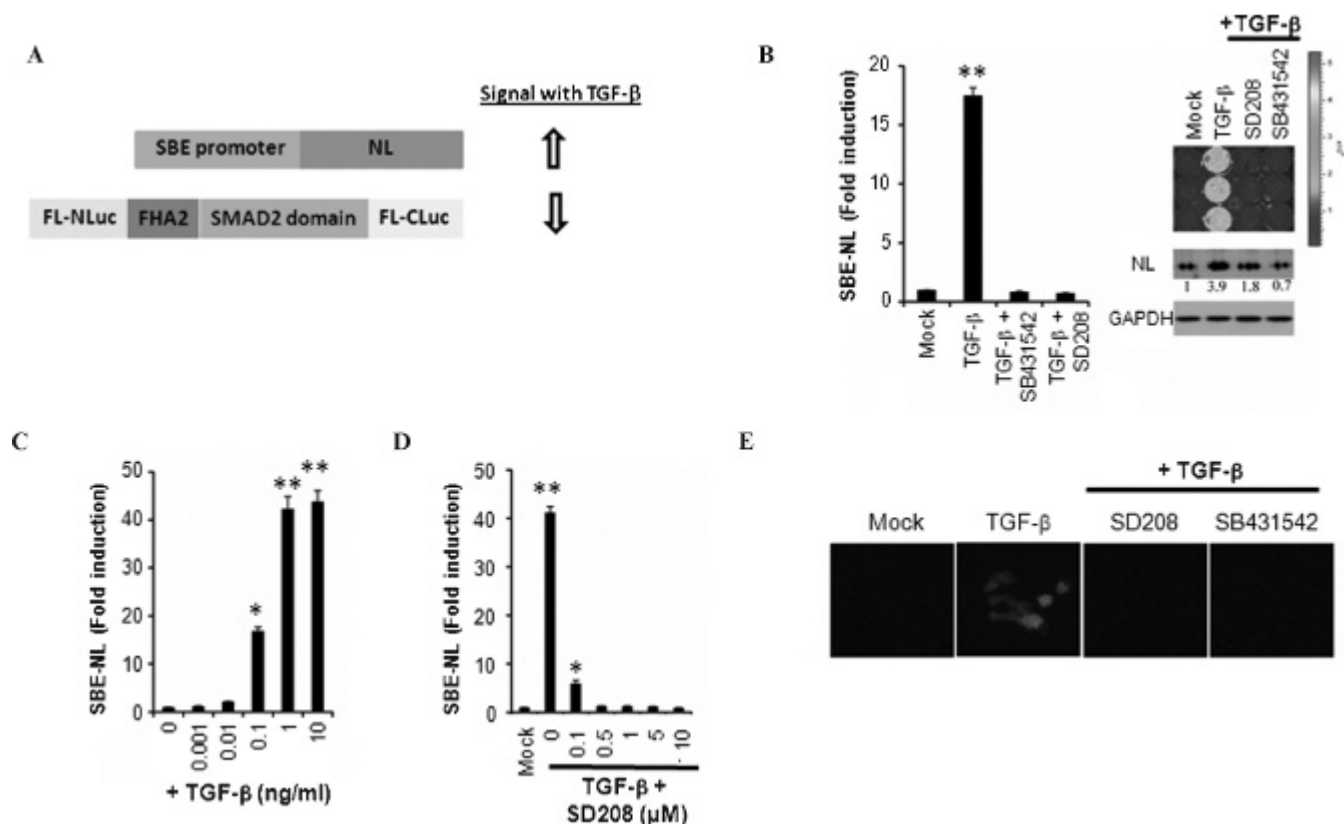 A
Signal with TGF-β
SBE promoter NL
FL-NLuc FHA2 SMAD2 domain FL-CLuc
B
SBE-NL (Fold induction)
20
15
10
5
0
**
Mock
TGF-β
TGF-β +
SB431542
TGF-β +
SD208
+TGF-β
Mock
TGF-β
SD208
SB431542
NL
1 3.9 1.8 0.7
GAPDH
C
SBE-NL (Fold induction)
50
40
30
20
10
0
*
**
**
0
0.001
0.01
0.1
1
10
+ TGF-β (ng/ml)
D
SBE-NL (Fold induction)
50
40
30
20
10
0
**
*
Mock
0
0.1
0.5
1
5
10
TGF-β +
SD208 (µM)
E
+ TGF-β
Mock TGF-β SD208 SB431542